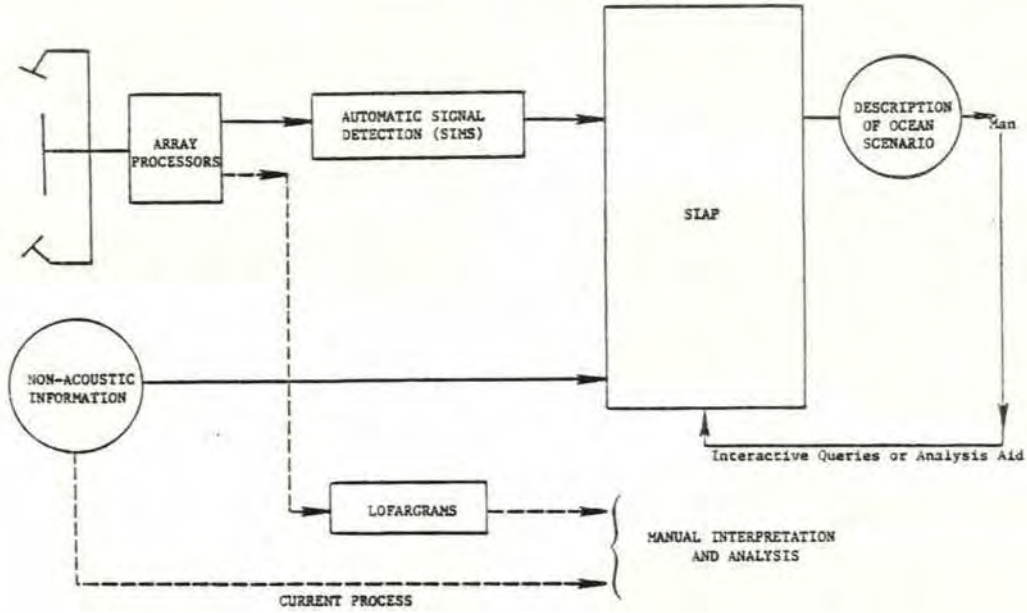 ARRAY
PROCESSORS
AUTOMATIC SIGNAL
DETECTION (SIMS)
SIAP
DESCRIPTION
OF OCEAN
SCENARIO
Man
NON-ACOUSTIC
INFORMATION
Interactive Queries or Analysis Aid
LOFARGRAMS
MANUAL INTERPRETATION
AND ANALYSIS
CURRENT PROCESS